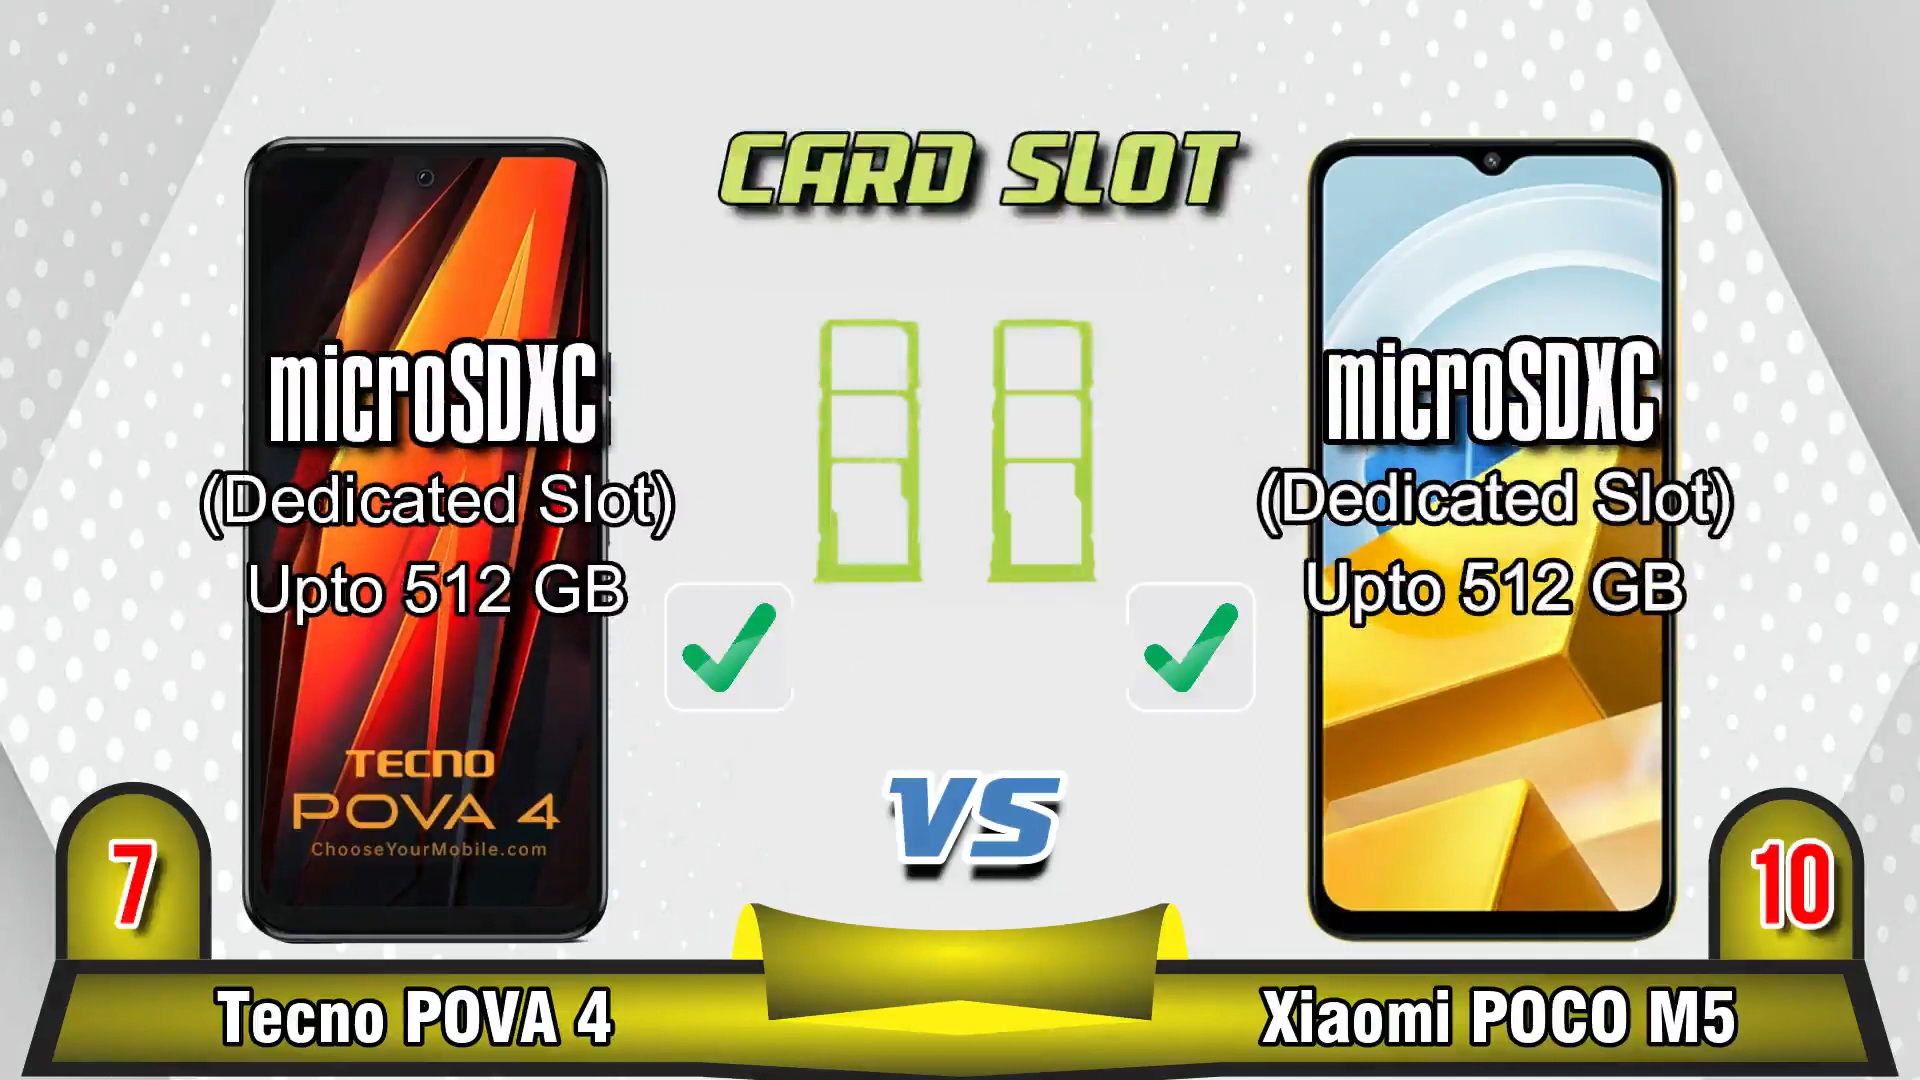 CARD SLOT
microSDXC
(Dedicated Slot)
Upto 512 GB
microSDXC
(Dedicated Slot)
Upto 512 GB
TECNO
POVA 4
ChooseYourMobile.com
VS
7
10
Tecno POVA 4
Xiaomi POCO M5